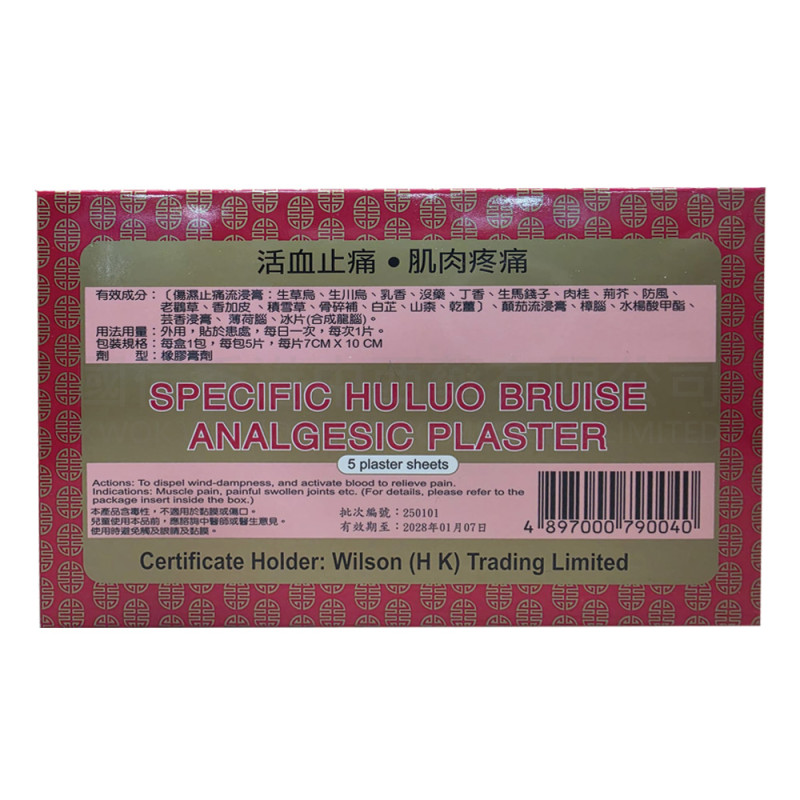 活血止痛•肌肉疼痛
有效成分：〔傷濕止痛流浸膏：生草烏、生川烏、乳香、沒藥、丁香、生馬錢子、肉桂、荊芥、防風、
老鸛草、香加皮、積雪草、骨碎補、白芷、山柰、乾薑〕、顛茄流浸膏、樟腦、水楊酸甲酯、
芸香浸膏、薄荷腦、冰片(合成龍腦)。
用法用量：外用，貼於患處，每日一次，每次1片。
包裝規格：每盒1包，每包5片，每片7CM X 10 CM
劑　　型：橡膠膏劑
SPECIFIC HULUO BRUISE
ANALGESIC PLASTER
5 plaster sheets
Actions: To dispel wind-dampness, and activate blood to relieve pain.
Indications: Muscle pain, painful swollen joints etc. (For details, please refer to the
package insert inside the box.)
本產品含毒性，不適用於黏膜或傷口。
兒童使用本品前，應諮詢中醫師或醫生意見。
使用時避免觸及眼睛及黏膜。
批次編號：250101
有效期至：2028年01月07日
4 897000 790040
Certificate Holder: Wilson (H K) Trading Limited